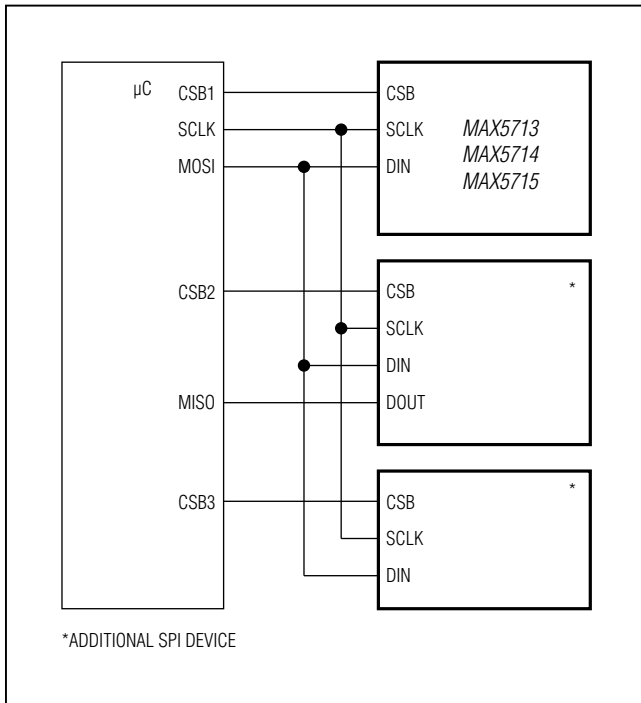 µC
CSB1
SCLK
MOSI
CSB2
MISO
CSB3
CSB
SCLK
DIN
MAX5713
MAX5714
MAX5715
CSB
*
SCLK
DIN
DOUT
CSB
*
SCLK
DIN
*ADDITIONAL SPI DEVICE